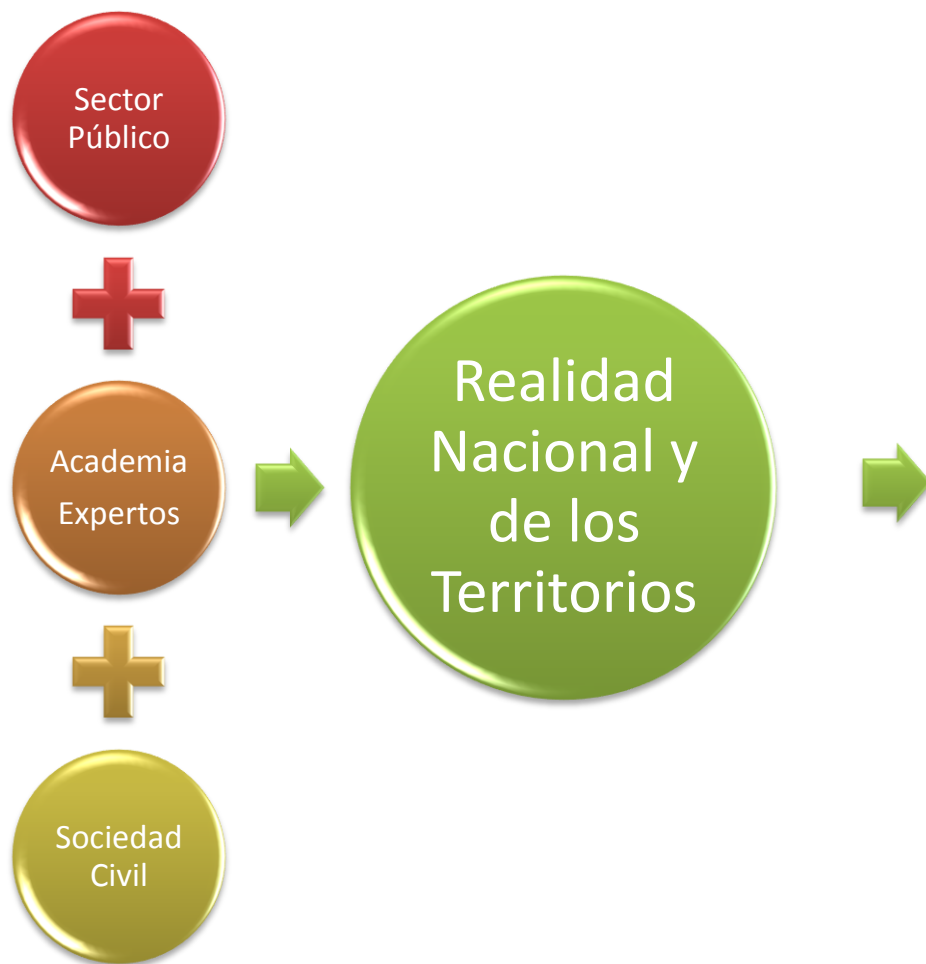 Sector
Público
Academia
Expertos
Sociedad
Civil
Realidad
Nacional y
de los
Territorios